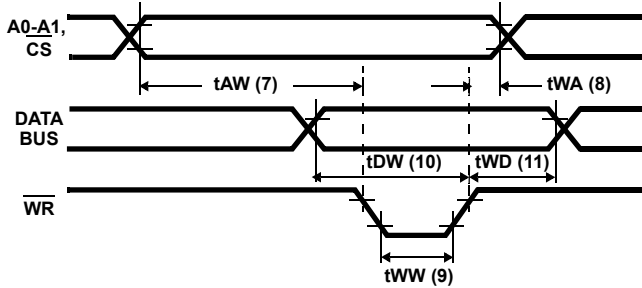 A0-A1,
CS
tAW (7)
tWA (8)
DATA
BUS
tDW (10)
tWD (11)
WR
tWW (9)